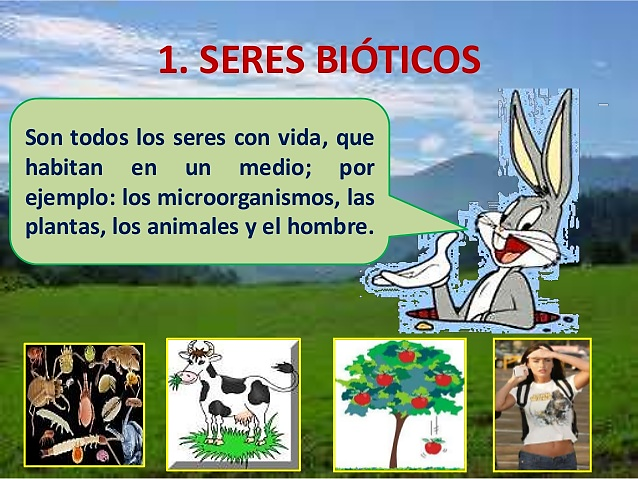 1. SERES BIÓTICOS
Son todos los seres con vida, que
habitan en un medio; por
ejemplo: los microorganismos, las
plantas, los animales y el hombre.